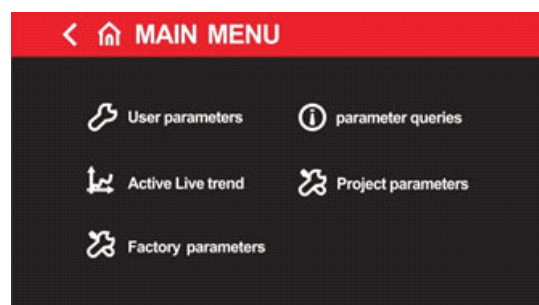 MAIN MENU
User parameters
parameter queries
Active Live trend
Project parameters
Factory parameters